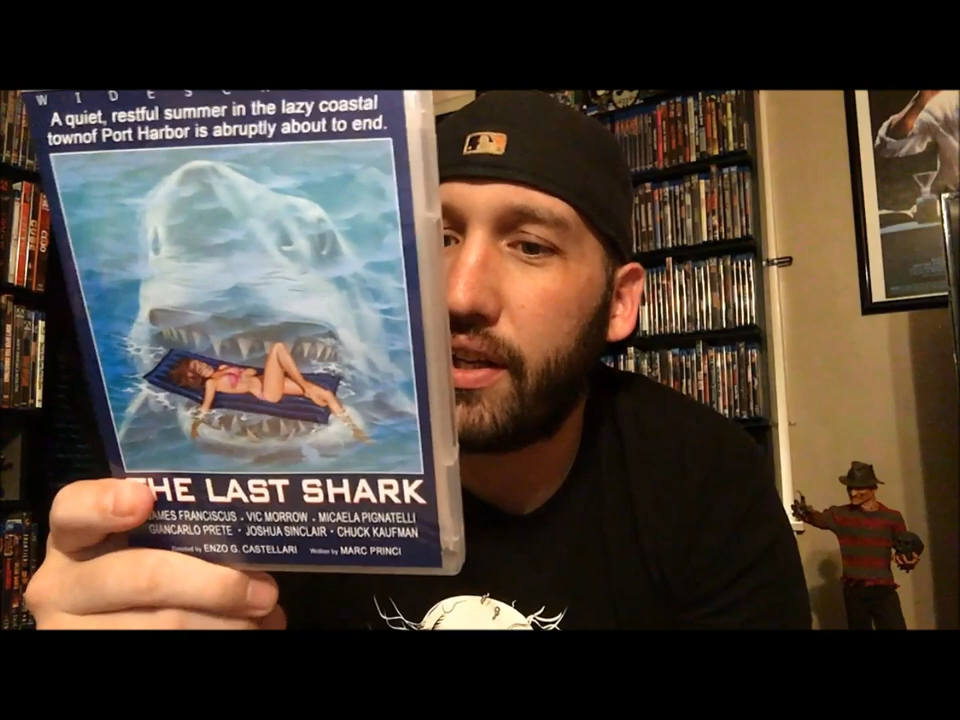 W I D E S C
A quiet, restful summer in the lazy coastal
townof Port Harbor is abruptly about to end.
THE LAST SHARK
JAMES FRANCISCUS - VIC MORROW - MICAELA PIGNATELLI
GIANCARLO PRETE - JOSHUA SINCLAIR - CHUCK KAUFMAN
Directed by ENZO G. CASTELLARI Written by MARC PRINCI